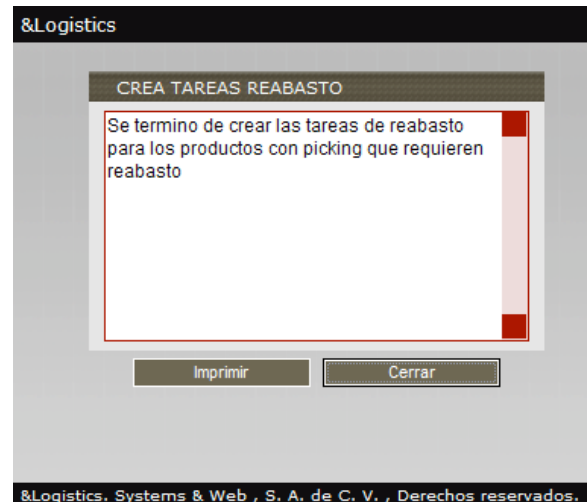 &Logistics
CREA TAREAS REABASTO
Se termino de crear las tareas de reabasto
para los productos con picking que requieren
reabasto
Imprimir
Cerrar
&Logistics. Systems & Web , S. A. de C. V. , Derechos reservados.